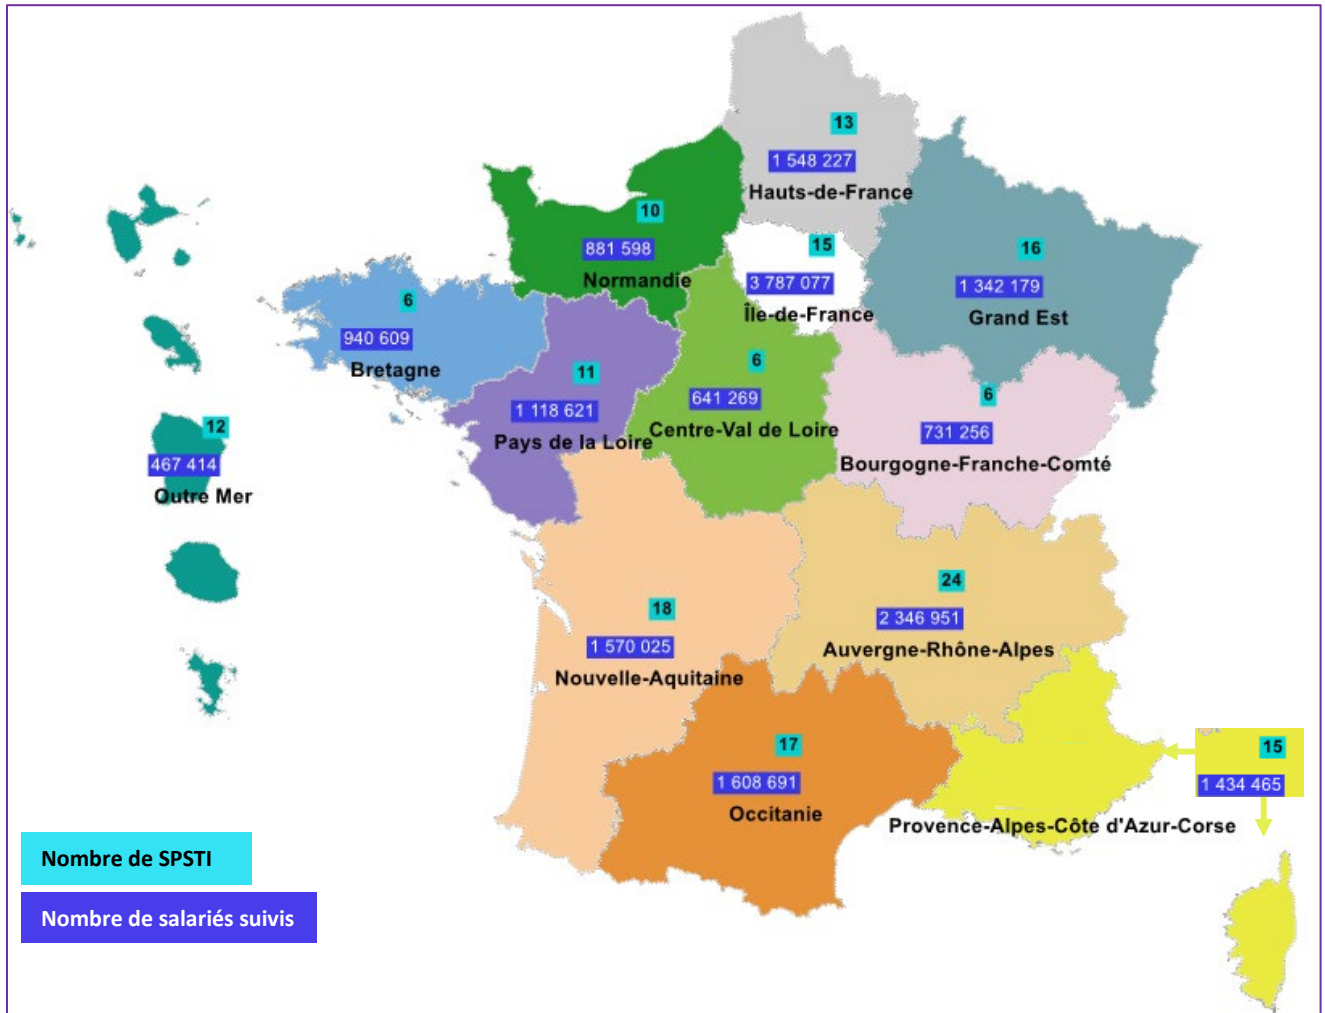 13
1 548 227
Hauts-de-France
10
881 598
Normandie
15
3 787 077
Île-de-France
16
1 342 179
Grand Est
6
940 609
Bretagne
11
1 118 621
Pays de la Loire
6
641 269
Centre-Val de Loire
6
731 256
Bourgogne-Franche-Comté
12
467 414
Outre Mer
18
1 570 025
Nouvelle-Aquitaine
24
2 346 951
Auvergne-Rhône-Alpes
17
1 608 691
Occitanie
15
1 434 465
Provence-Alpes-Côte d'Azur-Corse
Nombre de SPSTI
Nombre de salariés suivis